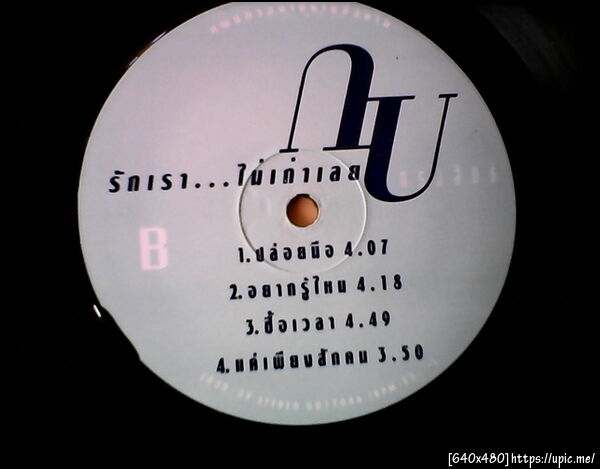 กบ
รักเรา...ไม่เก่าเลย
B
1.ปล่อยมือ 4.07
2.อยากรู้ไหม 4.18
3.ซื้อเวลา 4.49
4.แค่เพียงสักคน 3.50
[640x480]https://upic.me/